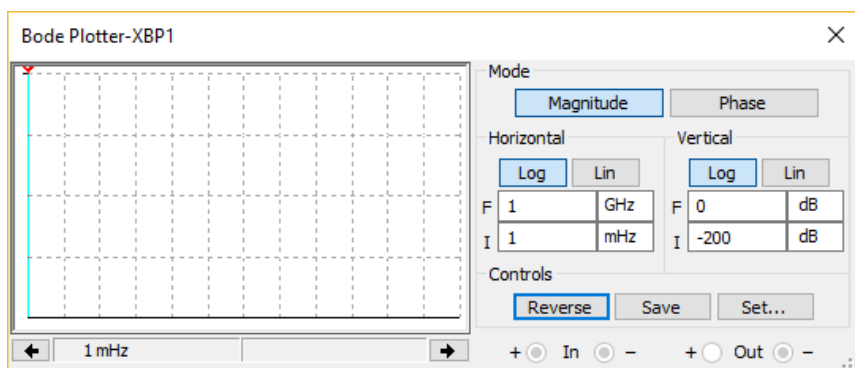 Bode Plotter-XBP1
Mode
Magnitude Phase
Horizontal Vertical
Log Lin Log Lin
F 1 GHz F 0 dB
I 1 mHz I -200 dB
Controls
Reverse Save Set...
1 mHz + In − + Out −